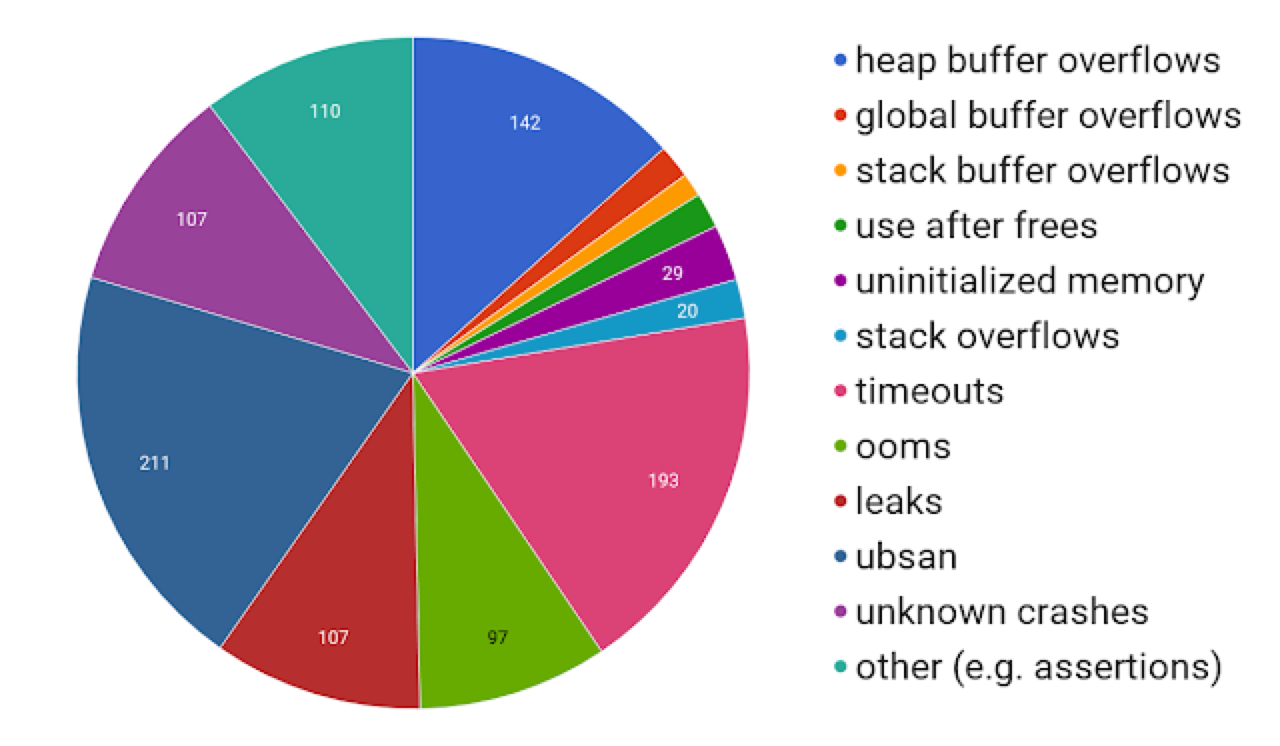 110
142
107
29
20
211
193
107
97
heap buffer overflows
global buffer overflows
stack buffer overflows
use after frees
uninitialized memory
stack overflows
timeouts
ooms
leaks
ubsan
unknown crashes
other (e.g. assertions)